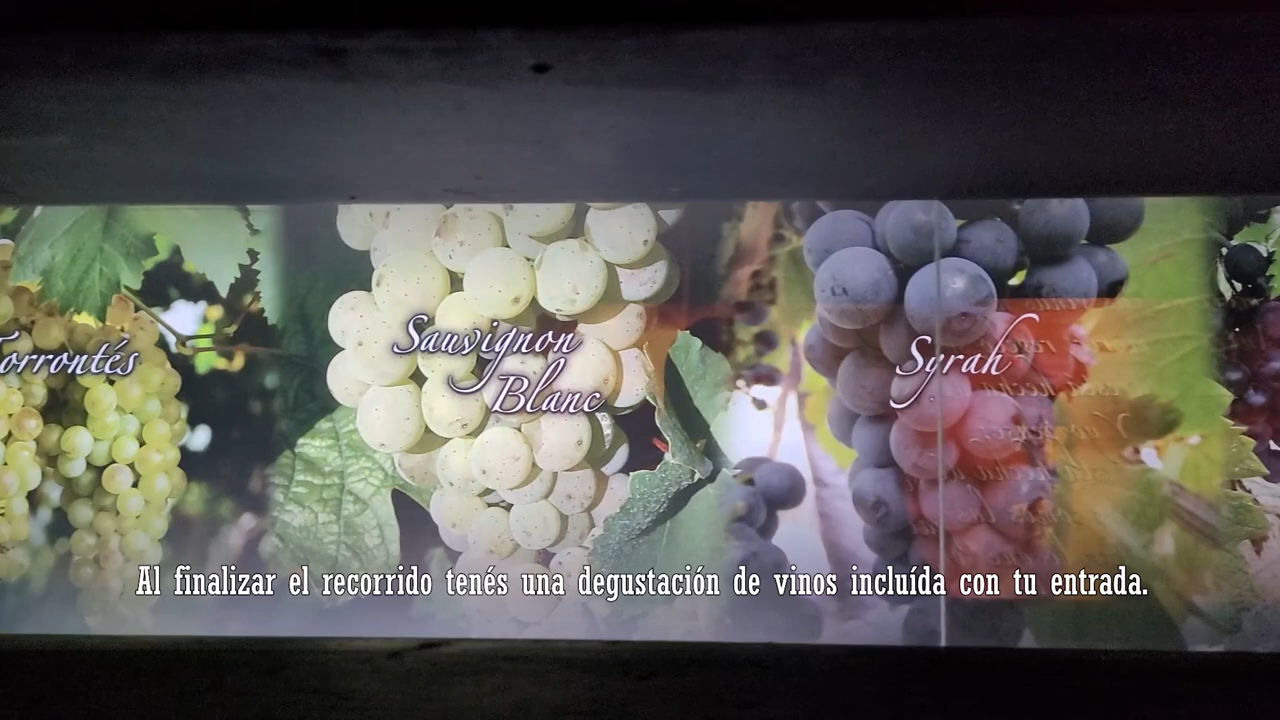 Torrontés
Sauvignon
Blanc
Syrah
Al finalizar el recorrido tenés una degustación de vinos incluída con tu entrada.